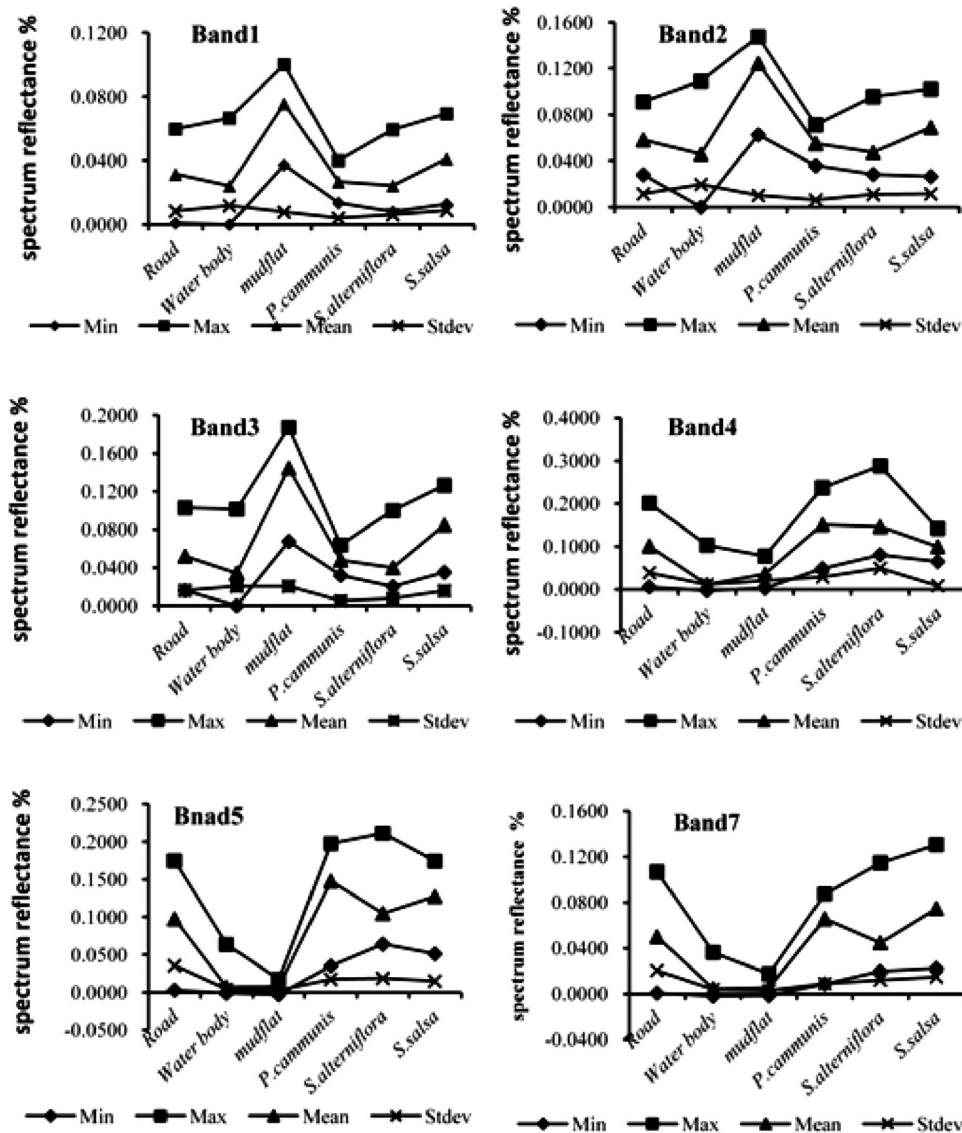 Band1
spectrum reflectance %
0.1200
0.0800
0.0400
0.0000
Road
Water body
mudflat
P.cammunis
S.alterniflora
S.salsa
Min Max Mean Stdev
Band2
spectrum reflectance %
0.1600
0.1200
0.0800
0.0400
0.0000
Road
Water body
mudflat
P.cammunis
S.alterniflora
S.salsa
Min Max Mean Stdev
Band3
spectrum reflectance %
0.2000
0.1600
0.1200
0.0800
0.0400
0.0000
Road
Water body
mudflat
P.cammunis
S.alterniflora
S.salsa
Min Max Mean Stdev
Band4
spectrum reflectance %
0.4000
0.3000
0.2000
0.1000
0.0000
-0.1000
Road
Water body
mudflat
P.cammunis
S.alterniflora
S.salsa
Min Max Mean Stdev
Bnad5
spectrum reflectance %
0.2500
0.2000
0.1500
0.1000
0.0500
0.0000
-0.0500
Road
Water body
mudflat
P.cammunis
S.alterniflora
S.salsa
Min Max Mean Stdev
Band7
spectrum reflectance %
0.1600
0.1200
0.0800
0.0400
0.0000
-0.0400
Road
Water body
mudflat
P.cammunis
S.alterniflora
S.salsa
Min Max Mean Stdev